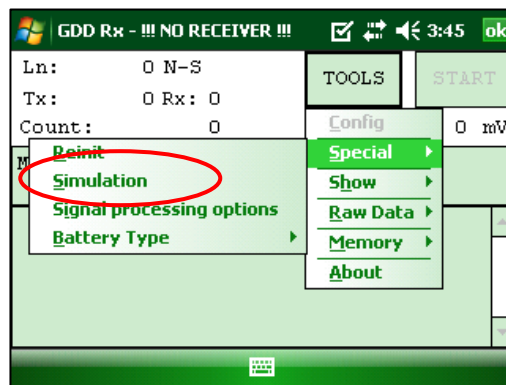 GDD Rx - !!! NO RECEIVER !!! 3:45 ok
Ln: 0 N-S
Tx: 0 Rx: 0
Count: 0
TOOLS
START
0 mV
M
Config
Special
Show
Raw Data
Memory
About
Reinit
Simulation
Signal processing options
Battery Type